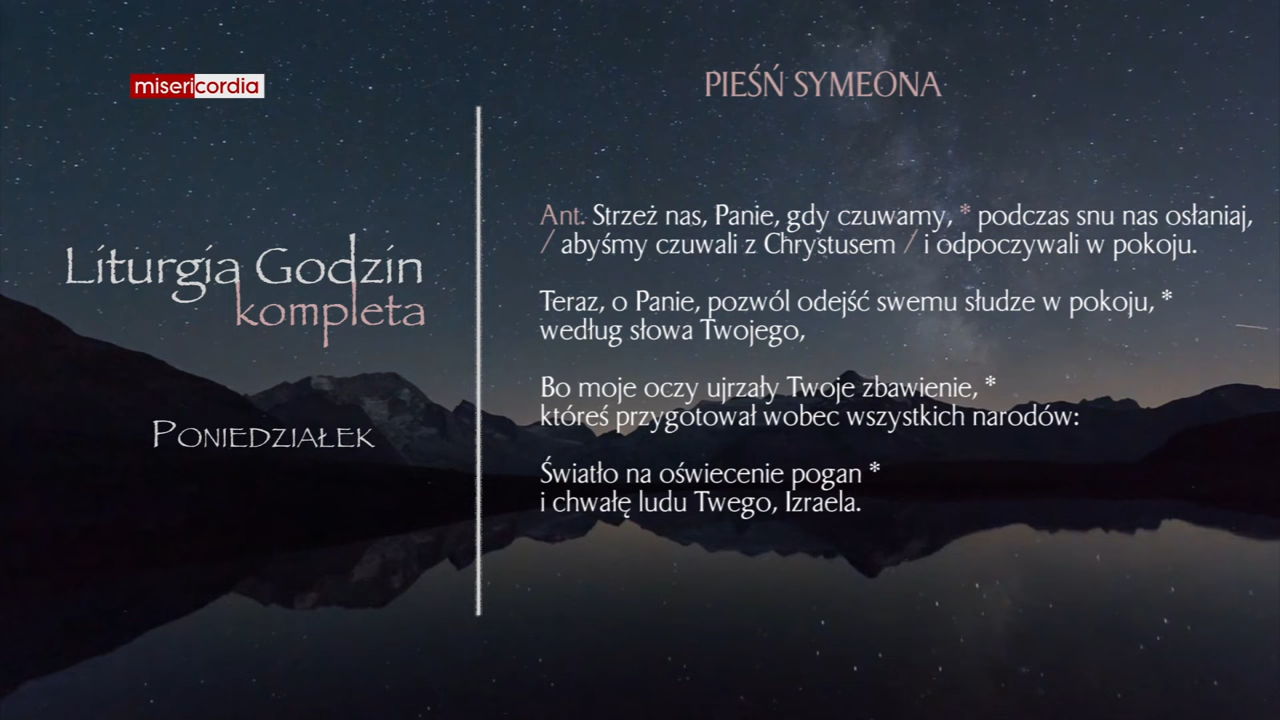 misericordia
Liturgia Godzin
kompleta
Poniedziałek
PIEŚŃ SYMEONA
Ant. Strzeż nas, Panie, gdy czuwamy, * podczas snu nas osłaniaj,
/ abyśmy czuwali z Chrystusem / i odpoczywali w pokoju.
Teraz, o Panie, pozwól odejść swemu słudze w pokoju, *
według słowa Twojego,
Bo moje oczy ujrzały Twoje zbawienie, *
któreś przygotował wobec wszystkich narodów:
Światło na oświecenie pogan *
i chwałę ludu Twego, Izraela.